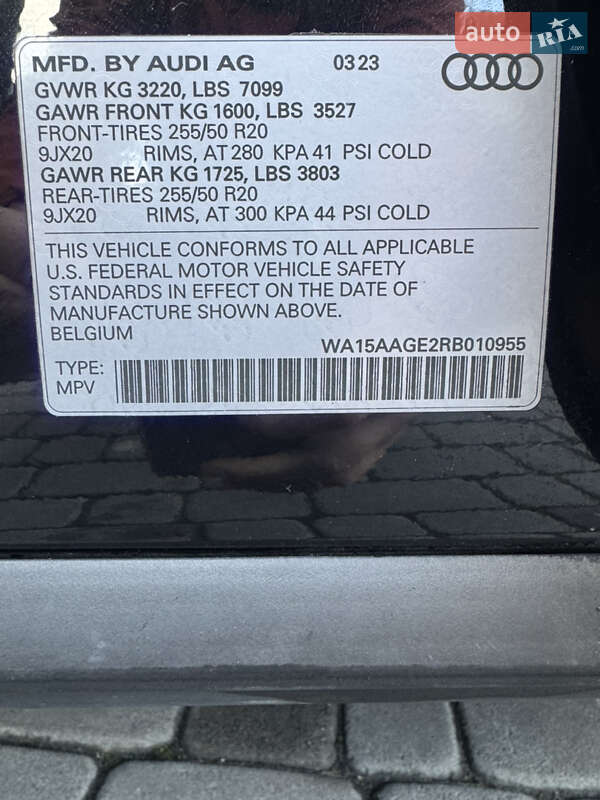 auto RIA .com
MFD. BY AUDI AG 03 23
GVWR KG 3220, LBS 7099
GAWR FRONT KG 1600, LBS 3527
FRONT-TIRES 255/50 R20
9JX20 RIMS, AT 280 KPA 41 PSI COLD
GAWR REAR KG 1725, LBS 3803
REAR-TIRES 255/50 R20
9JX20 RIMS, AT 300 KPA 44 PSI COLD
THIS VEHICLE CONFORMS TO ALL APPLICABLE
U.S. FEDERAL MOTOR VEHICLE SAFETY
STANDARDS IN EFFECT ON THE DATE OF
MANUFACTURE SHOWN ABOVE.
BELGIUM WA15AAGE2RB010955
TYPE:
MPV